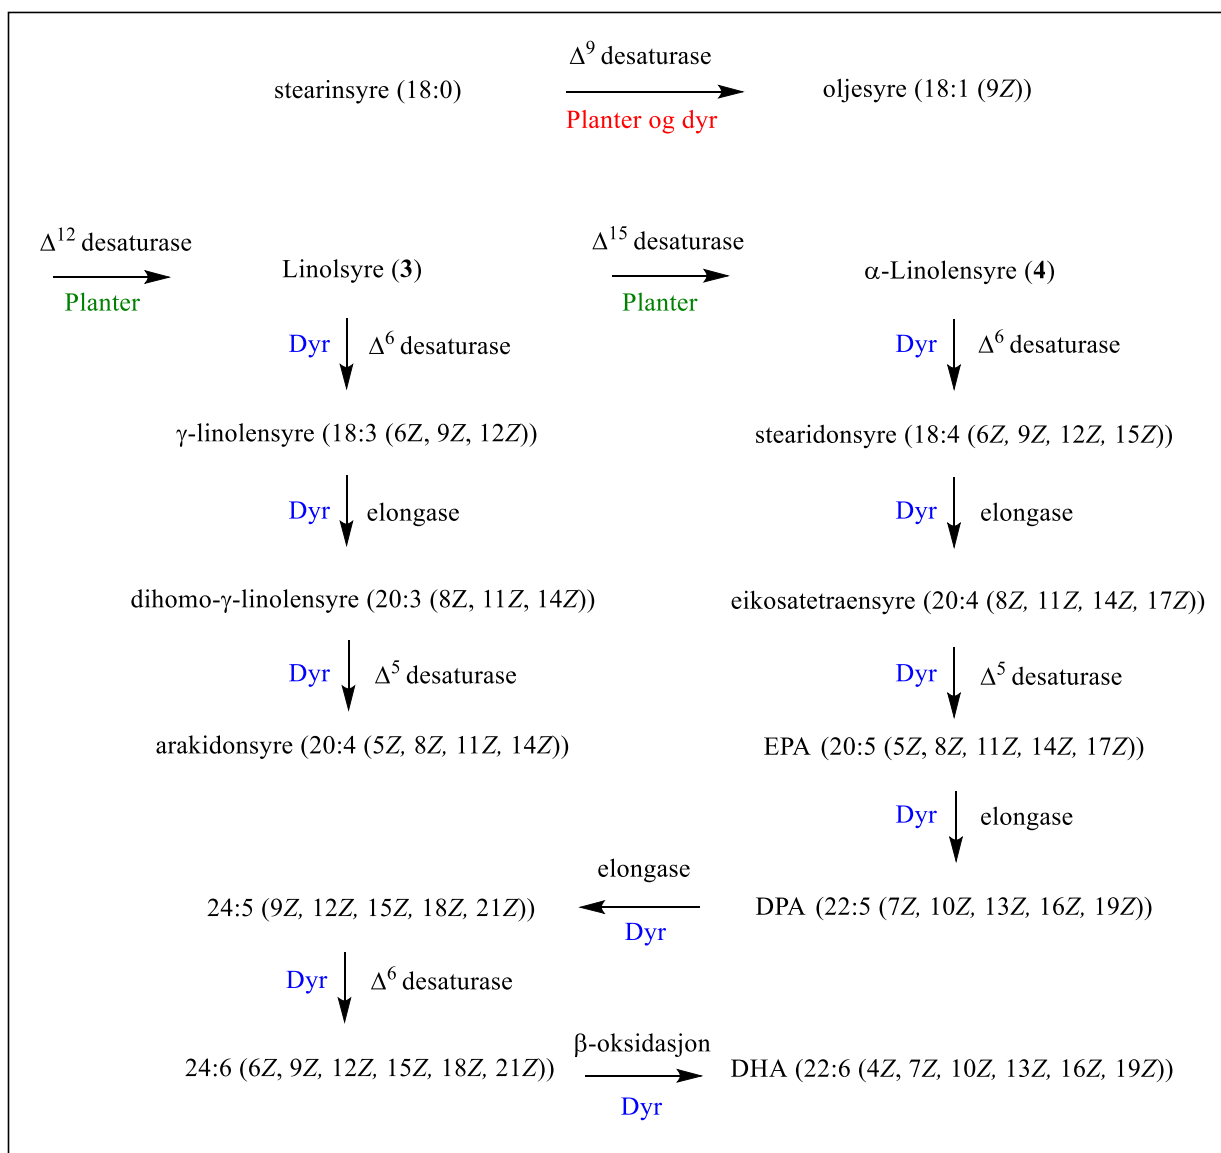 Δ9 desaturase
stearinsyre (18:0)
oljesyre (18:1 (9Z))
Planter og dyr
Δ12 desaturase
Linolsyre (3)
Δ15 desaturase
α-Linolensyre (4)
Planter
Planter
Dyr Δ6 desaturase
Dyr Δ6 desaturase
γ-linolensyre (18:3 (6Z, 9Z, 12Z))
stearidonsyre (18:4 (6Z, 9Z, 12Z, 15Z))
Dyr elongase
Dyr elongase
dihomo-γ-linolensyre (20:3 (8Z, 11Z, 14Z))
eikosatetraensyre (20:4 (8Z, 11Z, 14Z, 17Z))
Dyr Δ5 desaturase
Dyr Δ5 desaturase
arakidonsyre (20:4 (5Z, 8Z, 11Z, 14Z))
EPA (20:5 (5Z, 8Z, 11Z, 14Z, 17Z))
Dyr elongase
elongase
24:5 (9Z, 12Z, 15Z, 18Z, 21Z))
DPA (22:5 (7Z, 10Z, 13Z, 16Z, 19Z))
Dyr
Dyr Δ6 desaturase
β-oksidasjon
24:6 (6Z, 9Z, 12Z, 15Z, 18Z, 21Z))
DHA (22:6 (4Z, 7Z, 10Z, 13Z, 16Z, 19Z))
Dyr